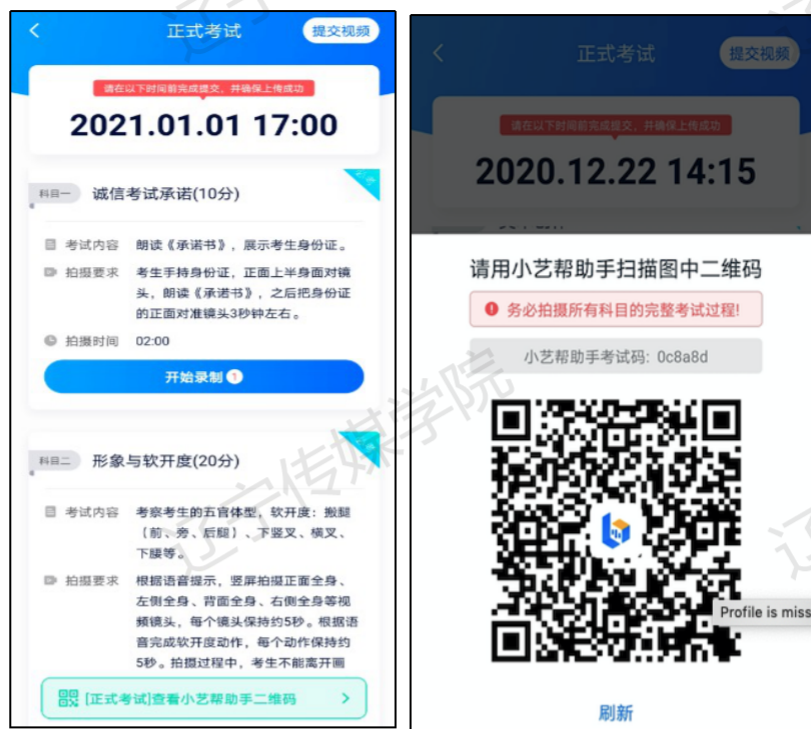 正式考试
提交视频
请在以下时间前完成提交，并确保上传成功
2021.01.01 17:00
科目一 诚信考试承诺(10分)
考试内容 朗读《承诺书》，展示考生身份证。
拍摄要求 考生手持身份证，正面上半身面对镜
头，朗读《承诺书》，之后把身份证
的正面对准镜头3秒钟左右。
拍摄时间 02:00
开始录制 1
科目二 形象与软开度(20分)
考试内容 考察考生的五官体型，软开度：搬腿
（前、旁、后腿）、下竖叉、横叉、
下腰等。
拍摄要求 根据语音提示，竖屏拍摄正面全身、
左侧全身、背面全身、右侧全身等视
频镜头，每个镜头保持约5秒。根据语
音完成软开度动作，每个动作保持约
5秒。拍摄过程中，考生不能离开画
[正式考试]查看小艺帮助手二维码
正式考试
提交视频
请在以下时间前完成提交，并确保上传成功
2020.12.22 14:15
请用小艺帮助手扫描图中二维码
务必拍摄所有科目的完整考试过程!
小艺帮助手考试码: 0c8a8d
Profile is miss
刷新
辽宁传媒学院